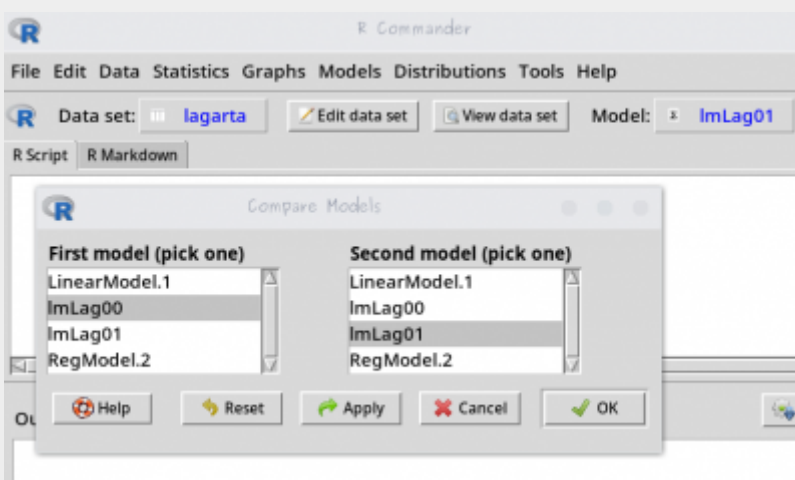 R Commander
File Edit Data Statistics Graphs Models Distributions Tools Help
Data set: lagarta Edit data set View data set Model: Σ lmLag01
R Script R Markdown
Compare Models
First model (pick one) Second model (pick one)
LinearModel.1 LinearModel.1
lmLag00 lmLag00
lmLag01 lmLag01
RegModel.2 RegModel.2
Help Reset Apply Cancel OK
Ou